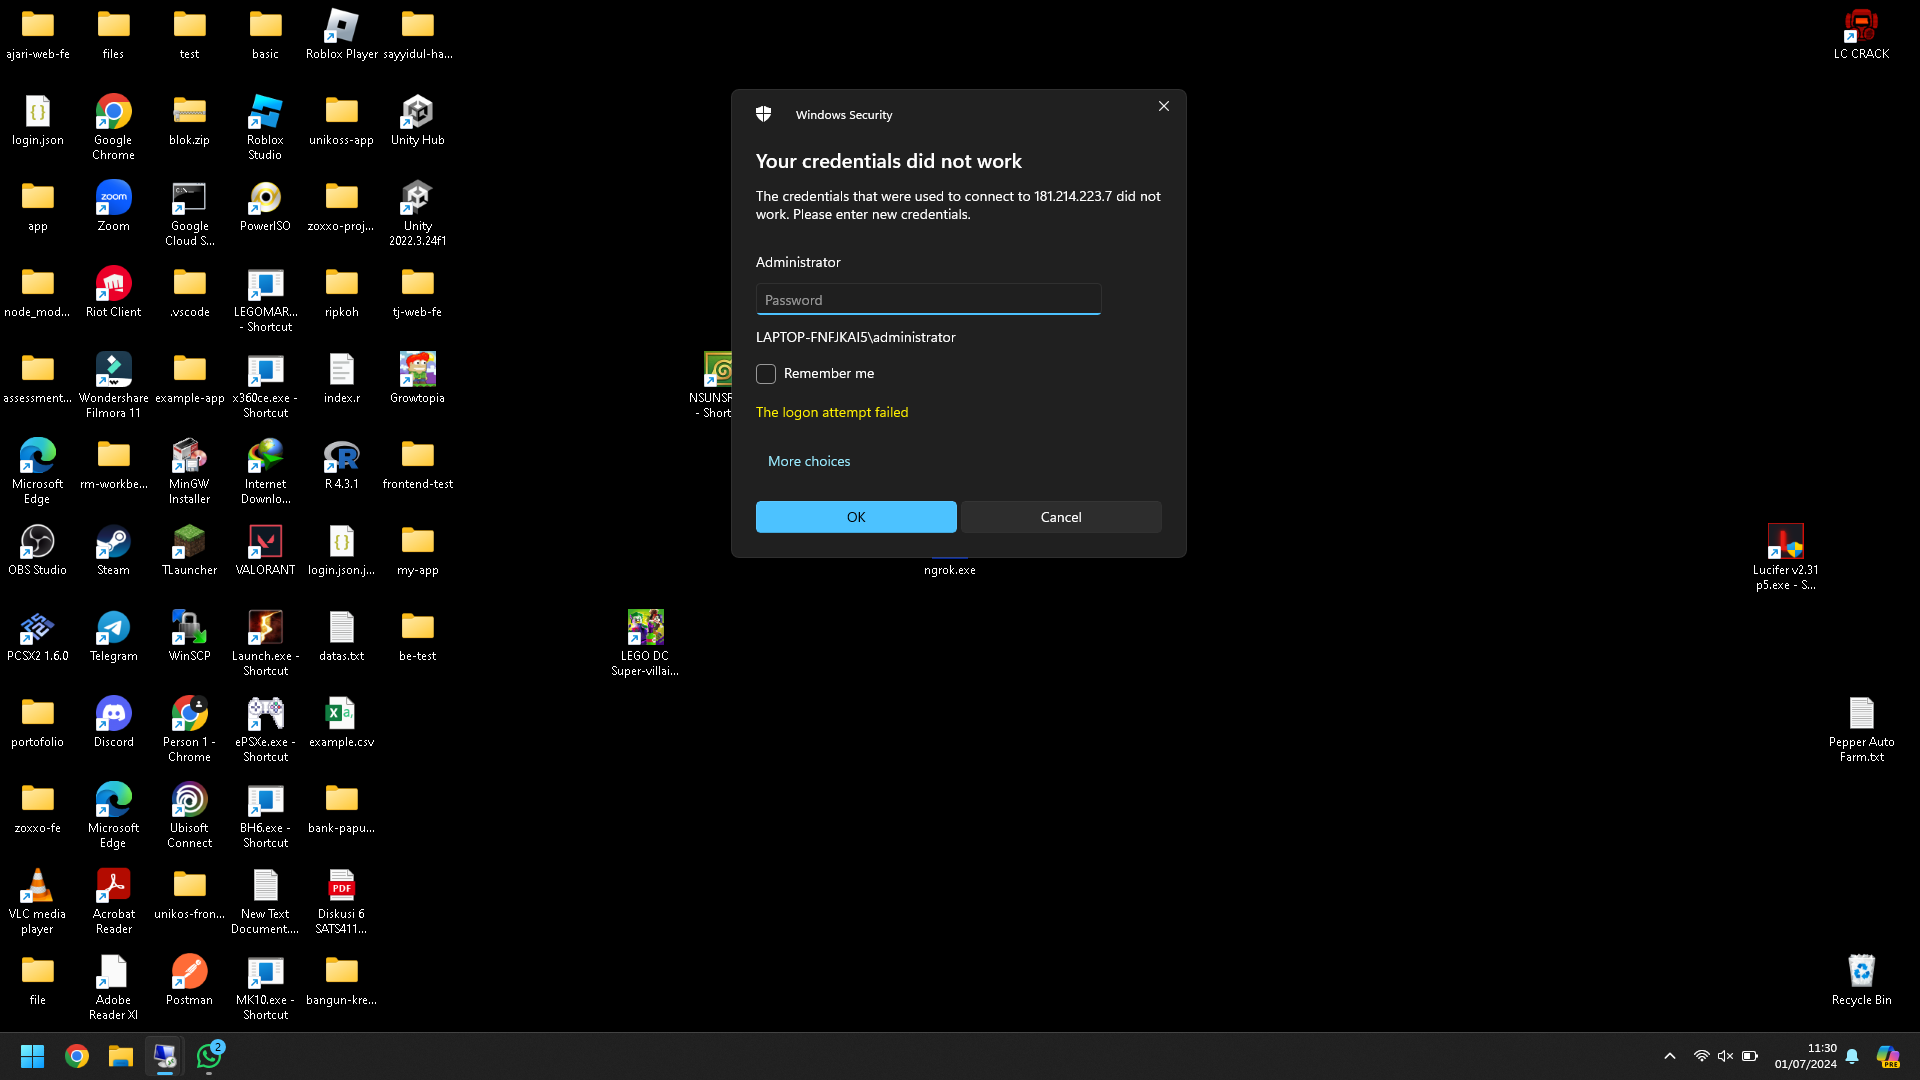 ajari-web-fe
files
test
basic
Roblox Player
sayyidul-ha...
LC CRACK
login.json
Google
Chrome
blok.zip
Roblox
Studio
unikoss-app
Unity Hub
app
Zoom
Google
Cloud S...
PowerISO
zoxxo-proj...
Unity
2022.3.24f1
node_mod...
Riot Client
.vscode
LEGOMAR...
- Shortcut
ripkoh
tj-web-fe
assessment...
Wondershare
Filmora 11
example-app
x360ce.exe -
Shortcut
index.r
Growtopia
NSUNSR
- Short
Microsoft
Edge
rm-workbe...
MinGW
Installer
Internet
Downlo...
R 4.3.1
frontend-test
OBS Studio
Steam
TLauncher
VALORANT
login.json.j...
my-app
ngrok.exe
Lucifer v2.31
p5.exe - S...
PCSX2 1.6.0
Telegram
WinSCP
Launch.exe -
Shortcut
datas.txt
be-test
LEGO DC
Super-villai...
portofolio
Discord
Person 1 -
Chrome
ePSXe.exe -
Shortcut
example.csv
Pepper Auto
Farm.txt
zoxxo-fe
Microsoft
Edge
Ubisoft
Connect
BH6.exe -
Shortcut
bank-papu...
VLC media
player
Acrobat
Reader
unikos-fron...
New Text
Document....
PDF
Diskusi 6
SATS411...
file
Adobe
Reader XI
Postman
MK10.exe -
Shortcut
bangun-kre...
Recycle Bin
Windows Security
Your credentials did not work
The credentials that were used to connect to 181.214.223.7 did not
work. Please enter new credentials.
Administrator
Password
LAPTOP-FNFJKAI5\administrator
Remember me
The logon attempt failed
More choices
OK
Cancel
2
11:30
01/07/2024
PRE